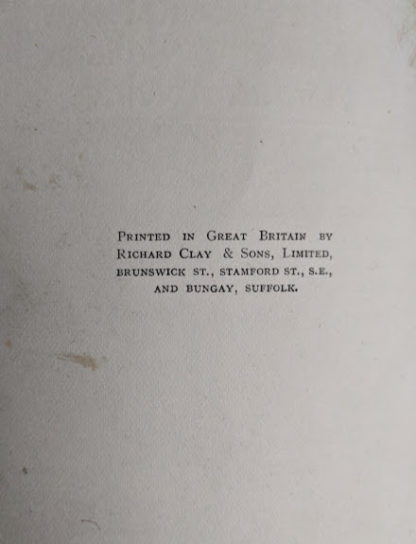 Printed in Great Britain by
Richard Clay & Sons, Limited,
brunswick st., stamford st., s.e.,
and bungay, suffolk.